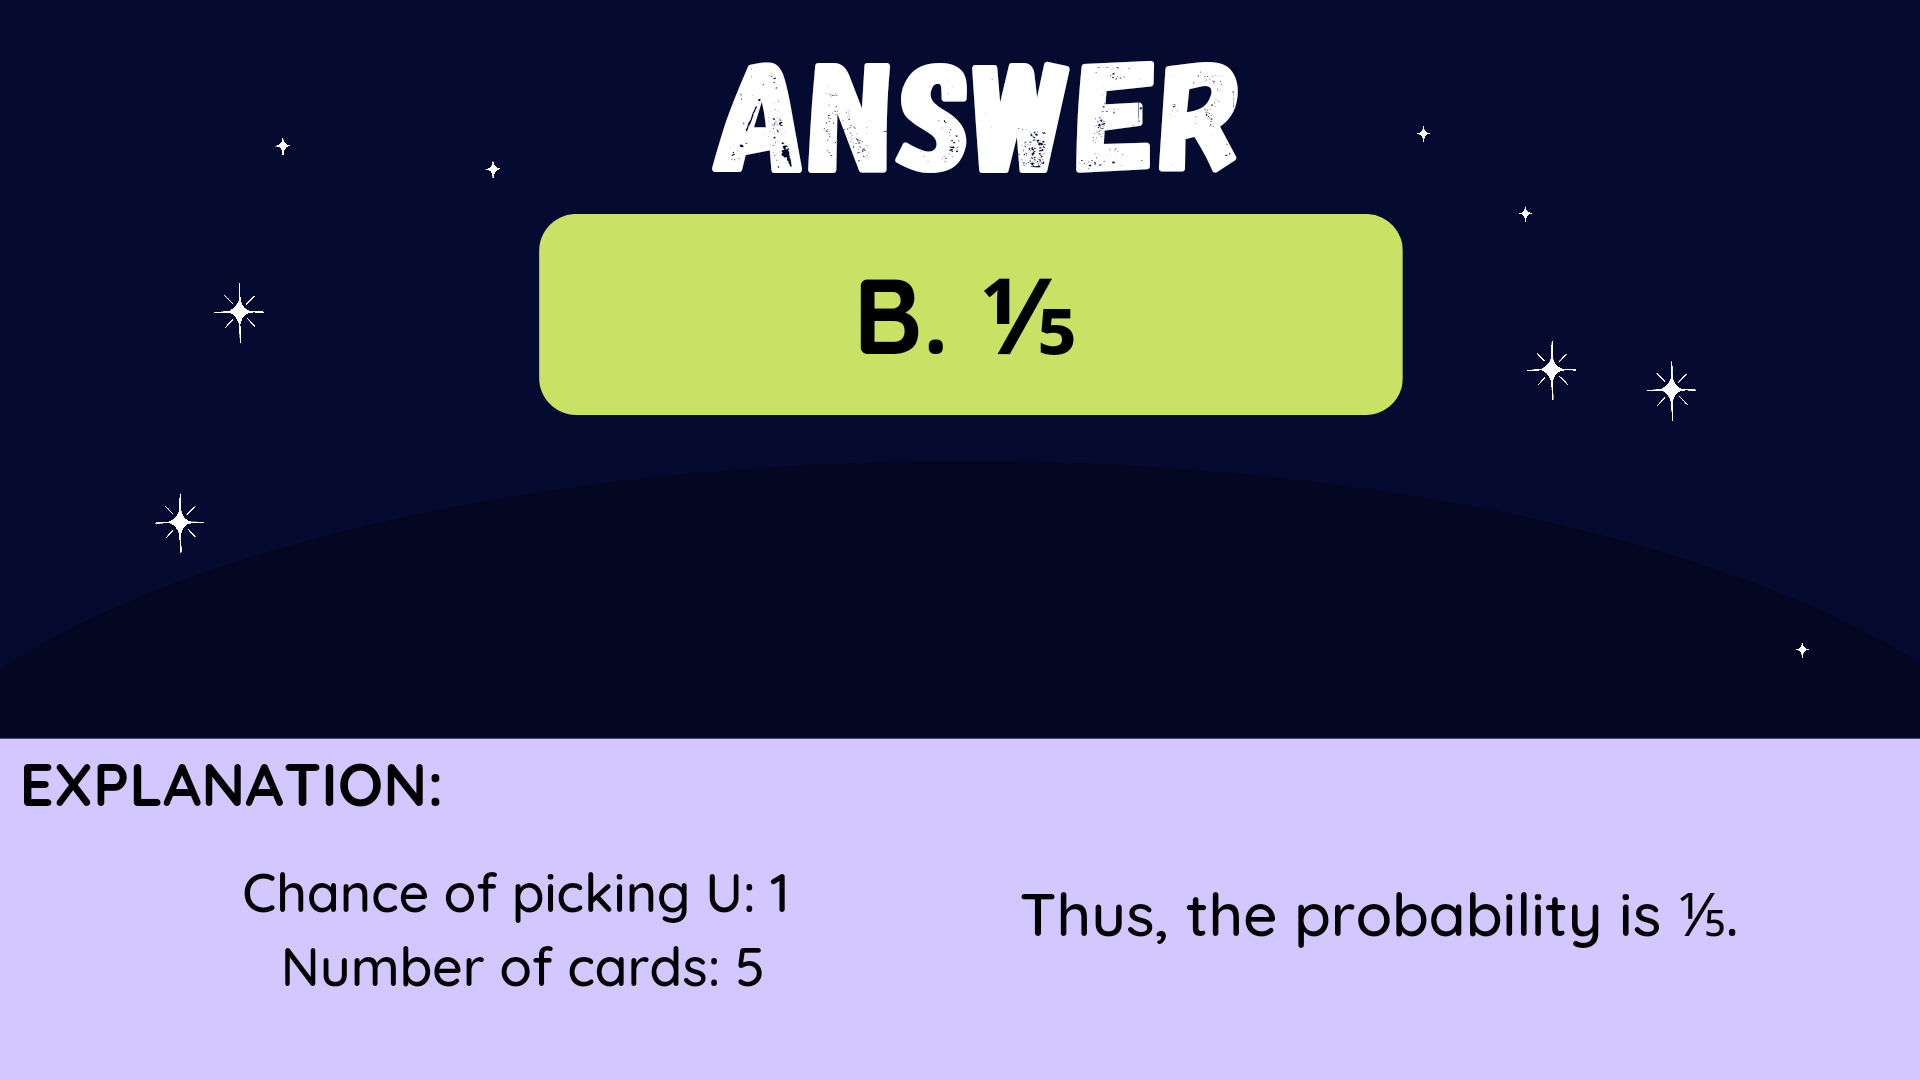 ANSWER
B. ⅕
EXPLANATION:
Chance of picking U: 1
Number of cards: 5
Thus, the probability is ⅕.